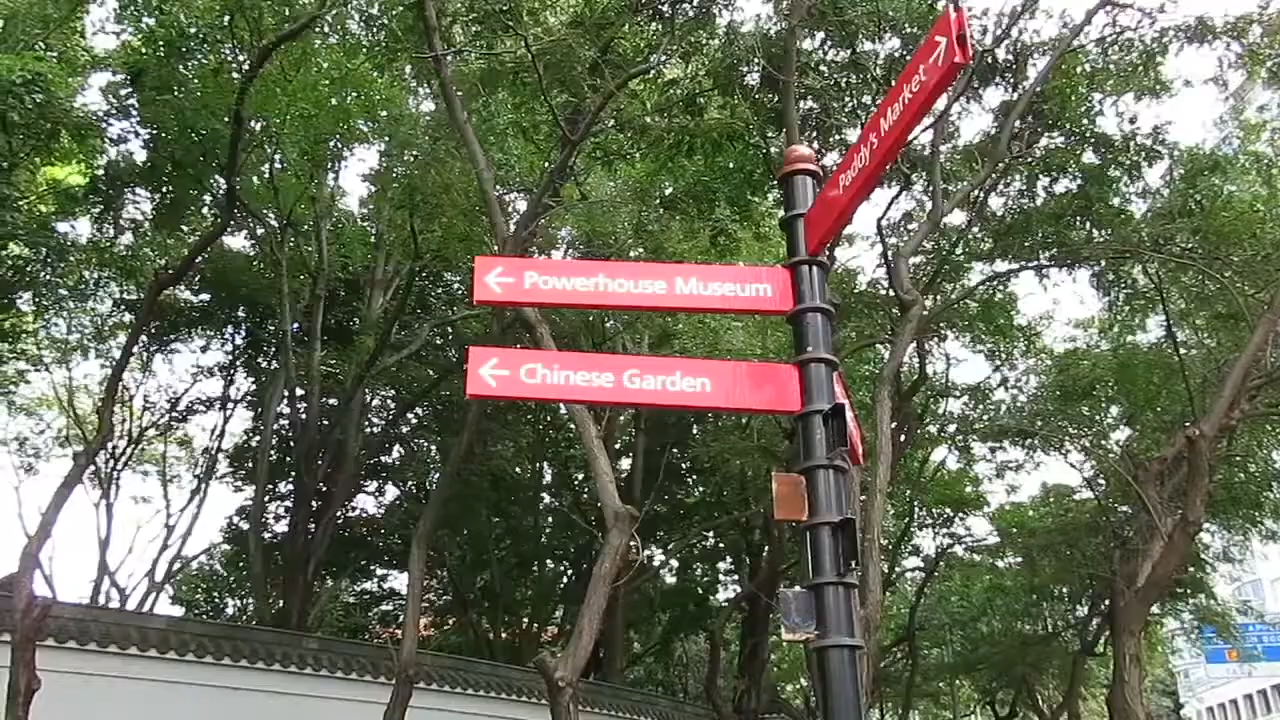 Paddy's Market →
← Powerhouse Museum
← Chinese Garden